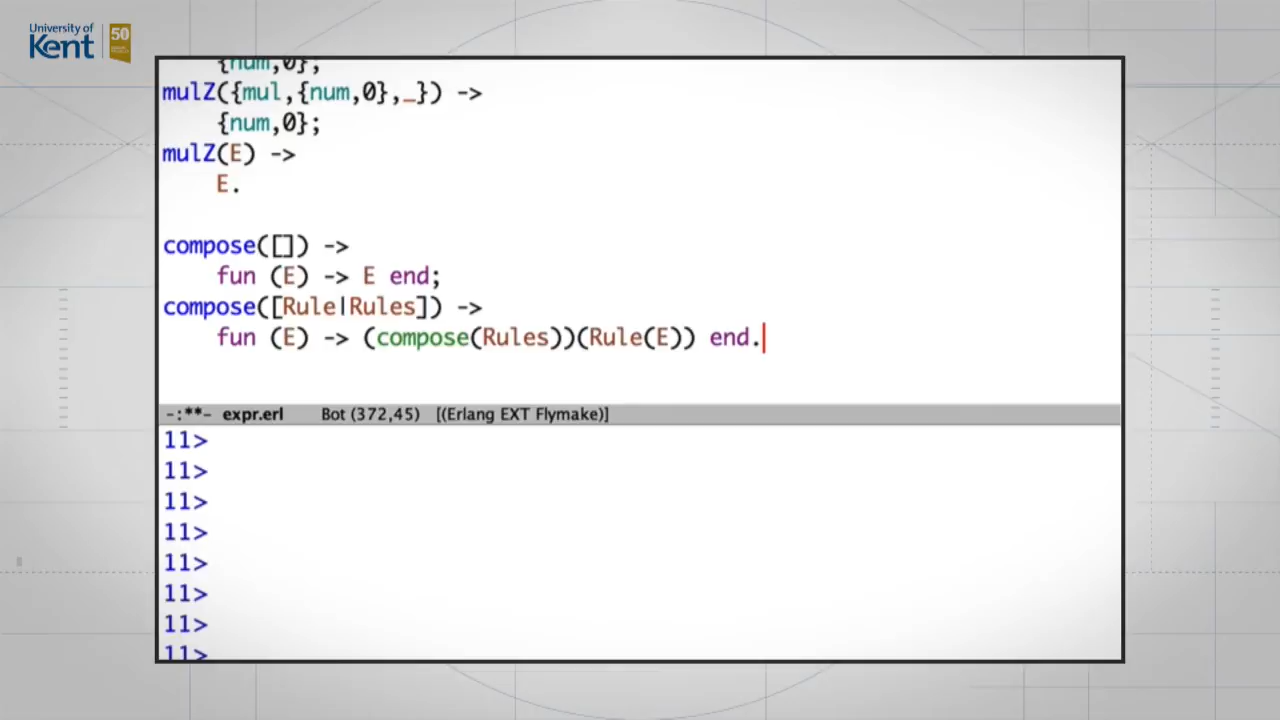 University of
Kent
50
{num,0};
mulZ({mul,{num,0},_}) ->
{num,0};
mulZ(E) ->
E.
compose([]) ->
fun (E) -> E end;
compose([Rule|Rules]) ->
fun (E) -> (compose(Rules))(Rule(E)) end.
-:**- expr.erl Bot (372,45) [(Erlang EXT Flymake)]
11>
11>
11>
11>
11>
11>
11>
11>